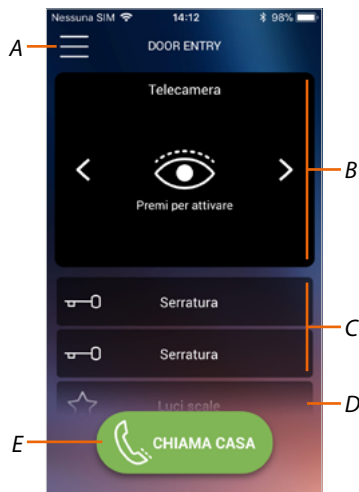 Nessuna SIM 14:12 98%
A DOOR ENTRY
Telecamera
B
Premi per attivare
Serratura
C
Serratura
Luci scale D
E CHIAMA CASA